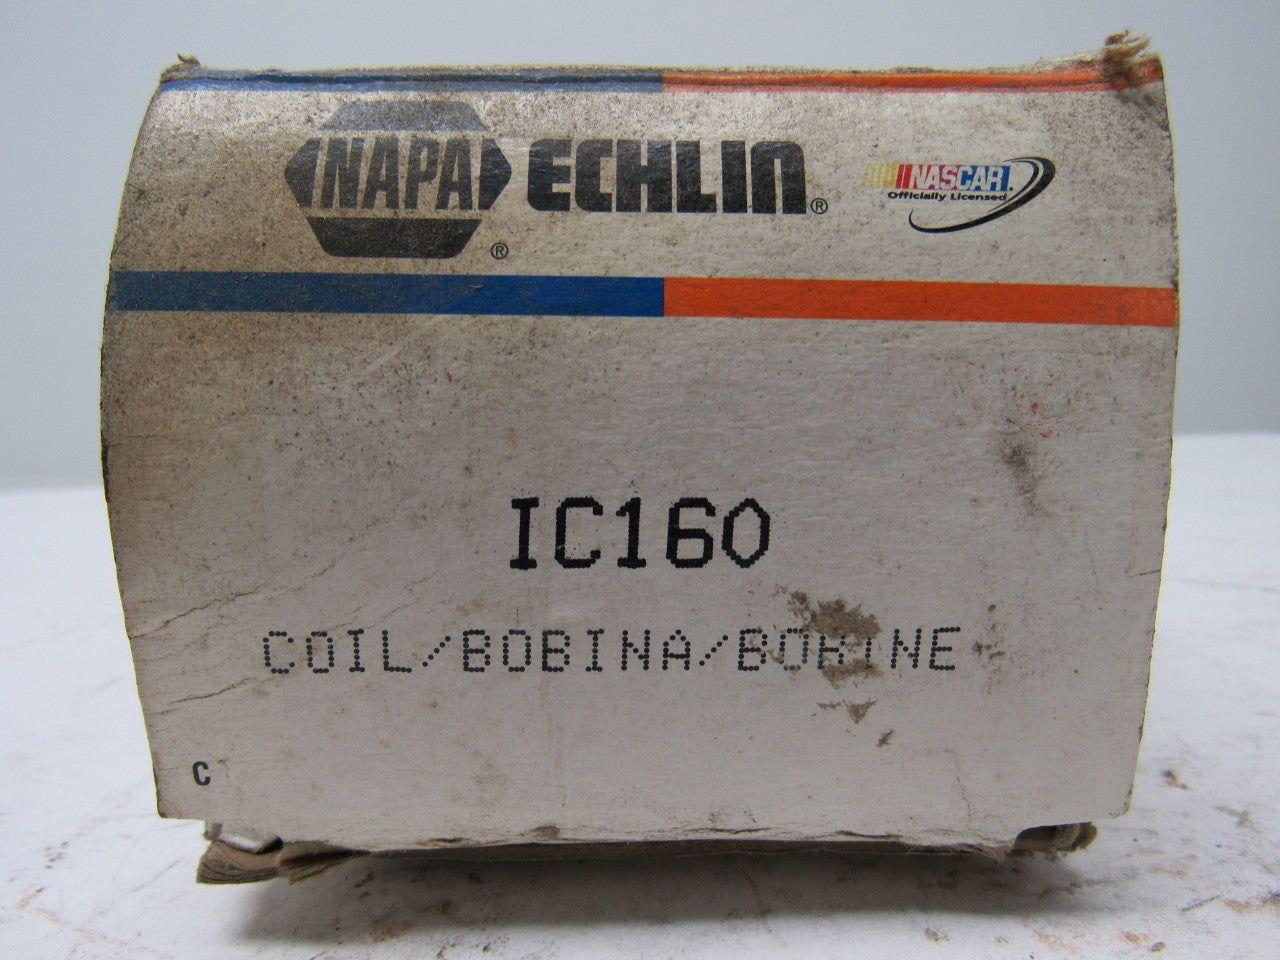 NAPA ® ECHLIN ®
NASCAR.
Officially Licensed
IC160
COIL/BOBINA/BOBINE
C